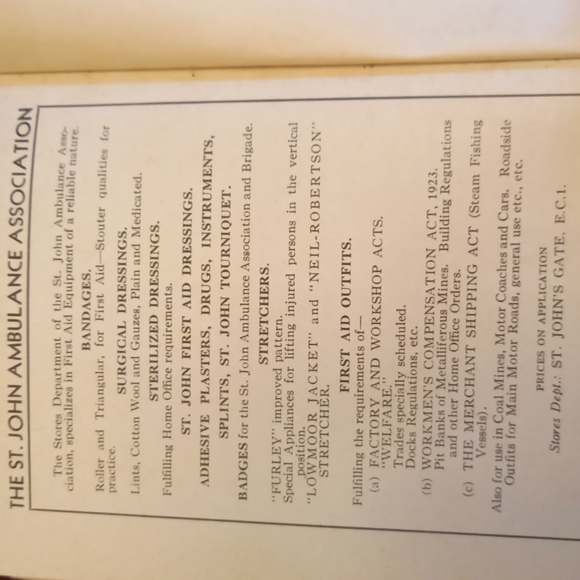 THE ST. JOHN AMBULANCE ASSOCIATION
The Stores Department of the St. John Ambulance Asso-
ciation, specializes in First Aid Equipment of a reliable nature.
BANDAGES.
Roller and Triangular, for First Aid—Stouter qualities for
practice.
SURGICAL DRESSINGS.
Lints, Cotton Wool and Gauzes, Plain and Medicated.
STERILIZED DRESSINGS.
Fulfilling Home Office requirements.
ST. JOHN FIRST AID DRESSINGS.
ADHESIVE PLASTERS, DRUGS, INSTRUMENTS,
SPLINTS, ST. JOHN TOURNIQUET.
BADGES for the St. John Ambulance Association and Brigade.
STRETCHERS.
"FURLEY" improved pattern.
Special Appliances for lifting injured persons in the vertical
position.
"LOWMOOR JACKET" and "NEIL-ROBERTSON"
STRETCHER.
FIRST AID OUTFITS.
Fulfilling the requirements of—
(a) FACTORY AND WORKSHOP ACTS.
"WELFARE."
Trades specially scheduled.
Docks Regulations, etc.
(b) WORKMEN'S COMPENSATION ACT, 1923.
Pit Banks of Metalliferous Mines. Building Regulations
and other Home Office Orders.
(c) THE MERCHANT SHIPPING ACT (Steam Fishing
Vessels).
Also for use in Coal Mines, Motor Coaches and Cars. Roadside
Outfits for Main Motor Roads, general use etc., etc.
PRICES ON APPLICATION
Stores Dept.: ST. JOHN'S GATE, E.C.1.